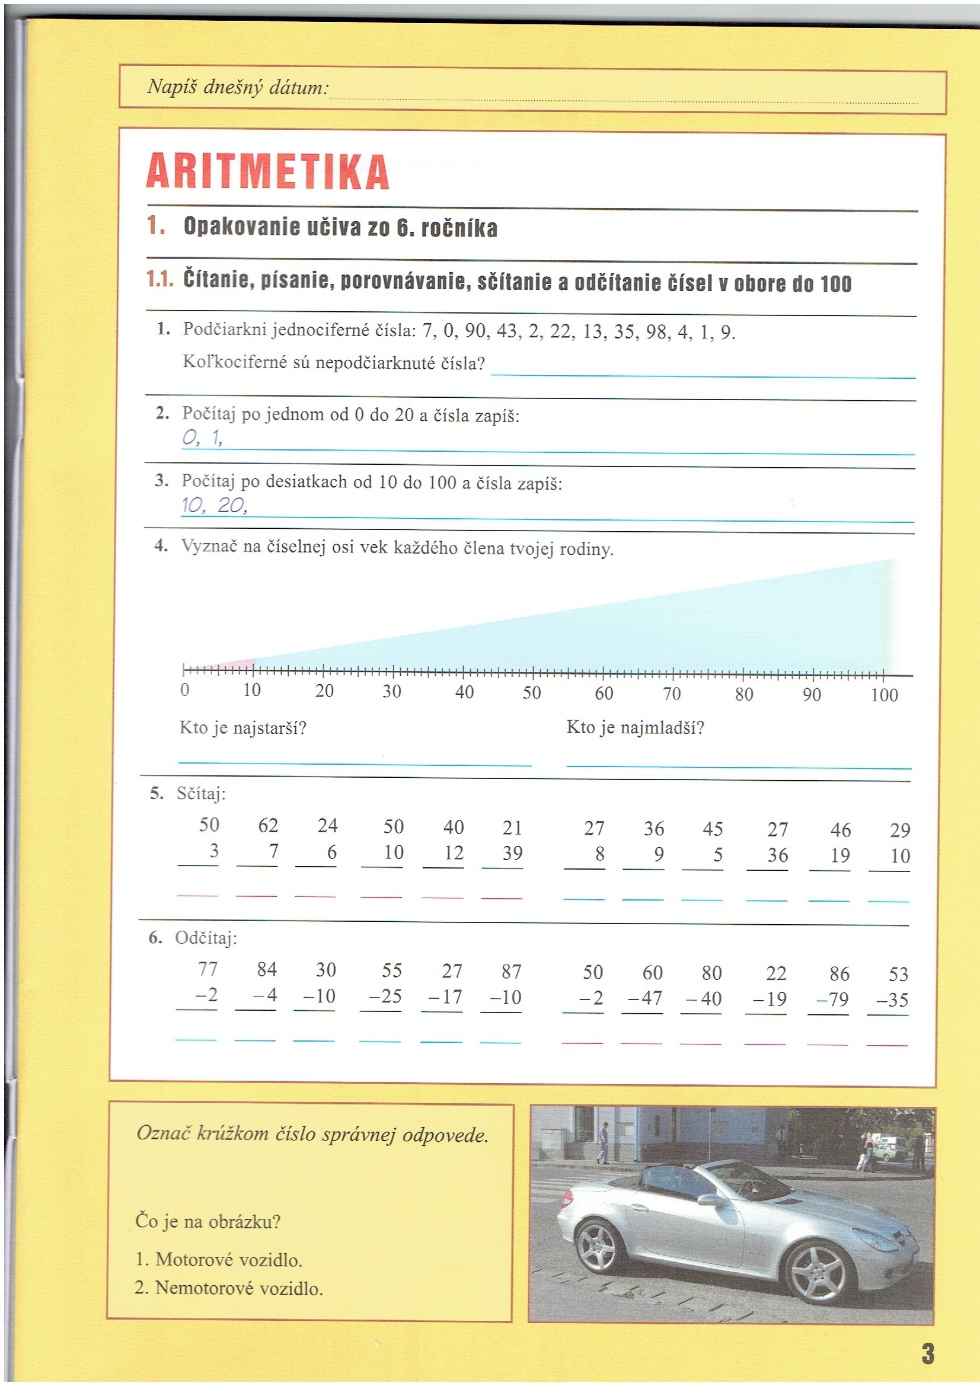 Napíš dnešný dátum:
ARITMETIKA
1. Opakovanie učiva zo 6. ročníka
1.1. Čítanie, písanie, porovnávanie, sčítanie a odčítanie čísel v obore do 100
1. Podčiarkni jednociferné čísla: 7, 0, 90, 43, 2, 22, 13, 35, 98, 4, 1, 9.
Koľkociferné sú nepodčiarknuté čísla?
2. Počítaj po jednom od 0 do 20 a čísla zapíš:
0, 1,
3. Počítaj po desiatkach od 10 do 100 a čísla zapíš:
10, 20,
4. Vyznač na číselnej osi vek každého člena tvojej rodiny.
0 10 20 30 40 50 60 70 80 90 100
Kto je najstarší? Kto je najmladší?
5. Sčítaj:
50 62 24 50 40 21 27 36 45 27 46 29
3 7 6 10 12 39 8 9 5 36 19 10
6. Odčítaj:
77 84 30 55 27 87 50 60 80 22 86 53
–2 –4 –10 –25 –17 –10 –2 –47 –40 –19 –79 –35
Označ krúžkom číslo správnej odpovede.
Čo je na obrázku?
1. Motorové vozidlo.
2. Nemotorové vozidlo.
3